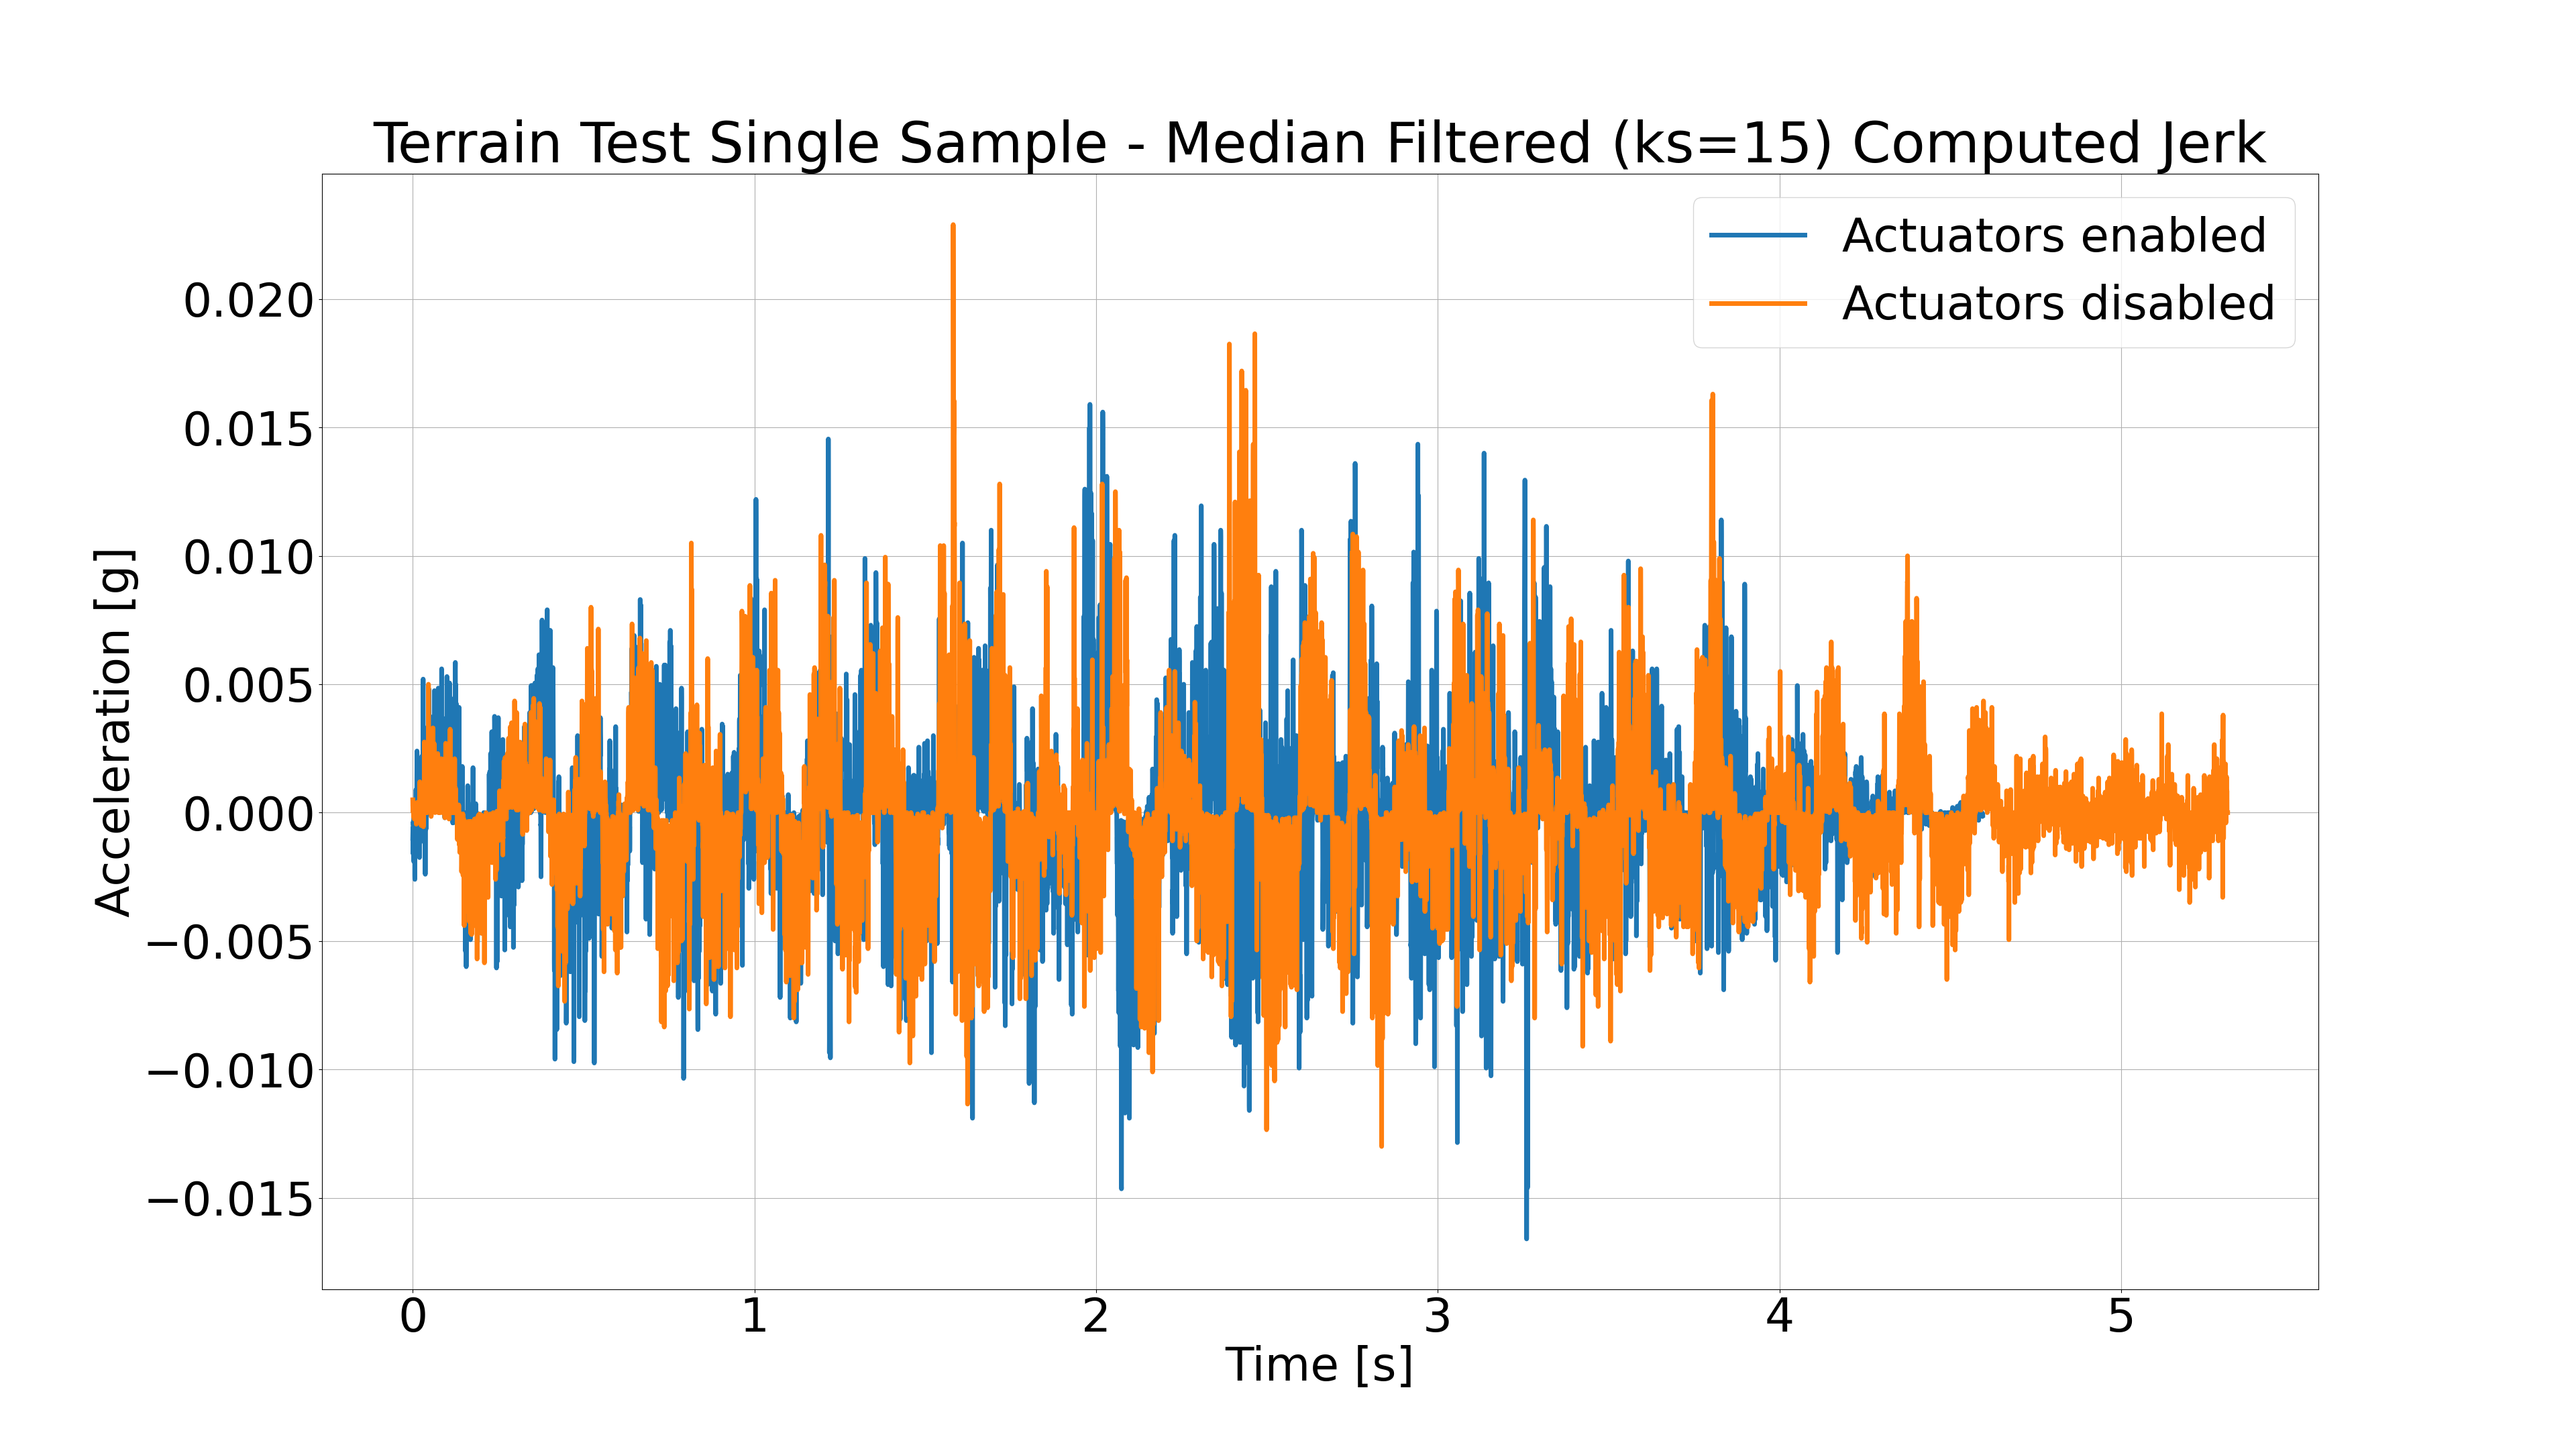 Terrain Test Single Sample - Median Filtered (ks=15) Computed Jerk
Actuators enabled
Actuators disabled
Acceleration [g]
0.020
0.015
0.010
0.005
0.000
−0.005
−0.010
−0.015
0 1 2 3 4 5
Time [s]